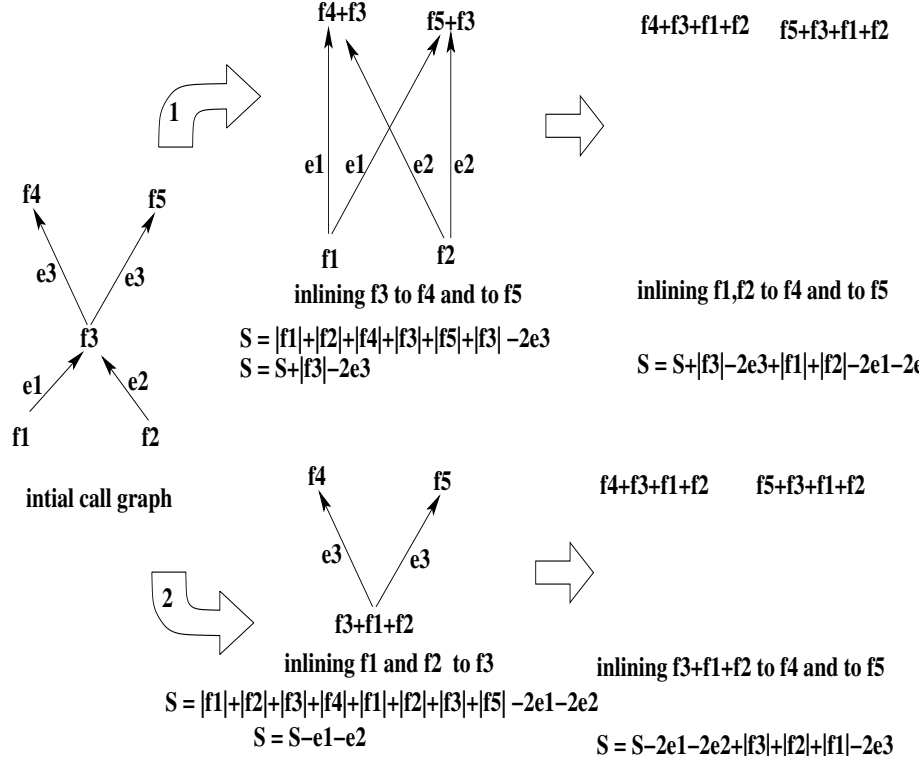 f4+f3
f5+f3
f4+f3+f1+f2
f5+f3+f1+f2
1
e1
e1
e2
e2
f4
f5
f1
f2
e3
e3
inlining f3 to f4 and to f5
inlining f1,f2 to f4 and to f5
f3
S = |f1|+|f2|+|f4|+|f3|+|f5|+|f3| −2e3
S = S+|f3|−2e3
S = S+|f3|−2e3+|f1|+|f2|−2e1−2e
e1
e2
f1
f2
intial call graph
f4
f5
f4+f3+f1+f2
f5+f3+f1+f2
e3
e3
2
f3+f1+f2
inlining f1 and f2 to f3
inlining f3+f1+f2 to f4 and to f5
S = |f1|+|f2|+|f3|+|f4|+|f1|+|f2|+|f3|+|f5| −2e1−2e2
S = S−e1−e2
S = S−2e1−2e2+|f3|+|f2|+|f1|−2e3